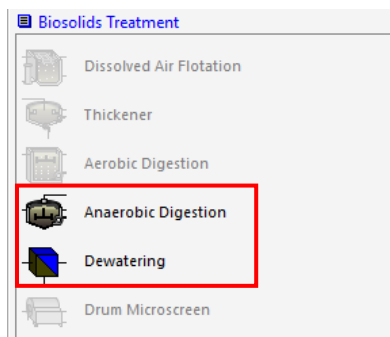 Biosolids Treatment
Dissolved Air Flotation
Thickener
Aerobic Digestion
Anaerobic Digestion
Dewatering
Drum Microscreen